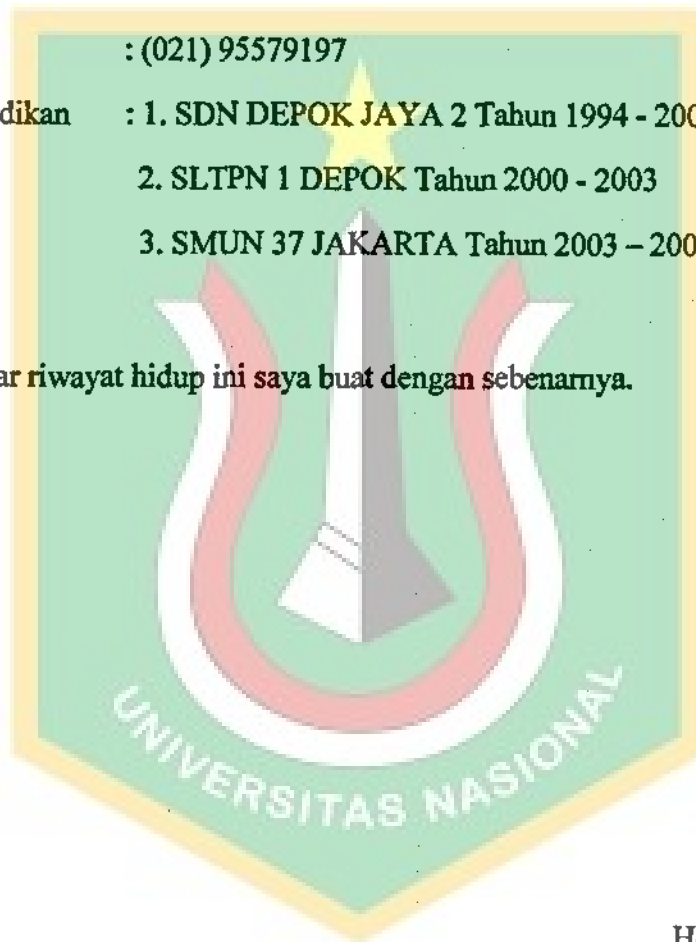 : (021) 95579197
dikan : 1. SDN DEPOK JAYA 2 Tahun 1994 - 200
2. SLTPN 1 DEPOK Tahun 2000 - 2003
3. SMUN 37 JAKARTA Tahun 2003 – 200
ar riwayat hidup ini saya buat dengan sebenarnya.
UNIVERSITAS NASIONAL
H